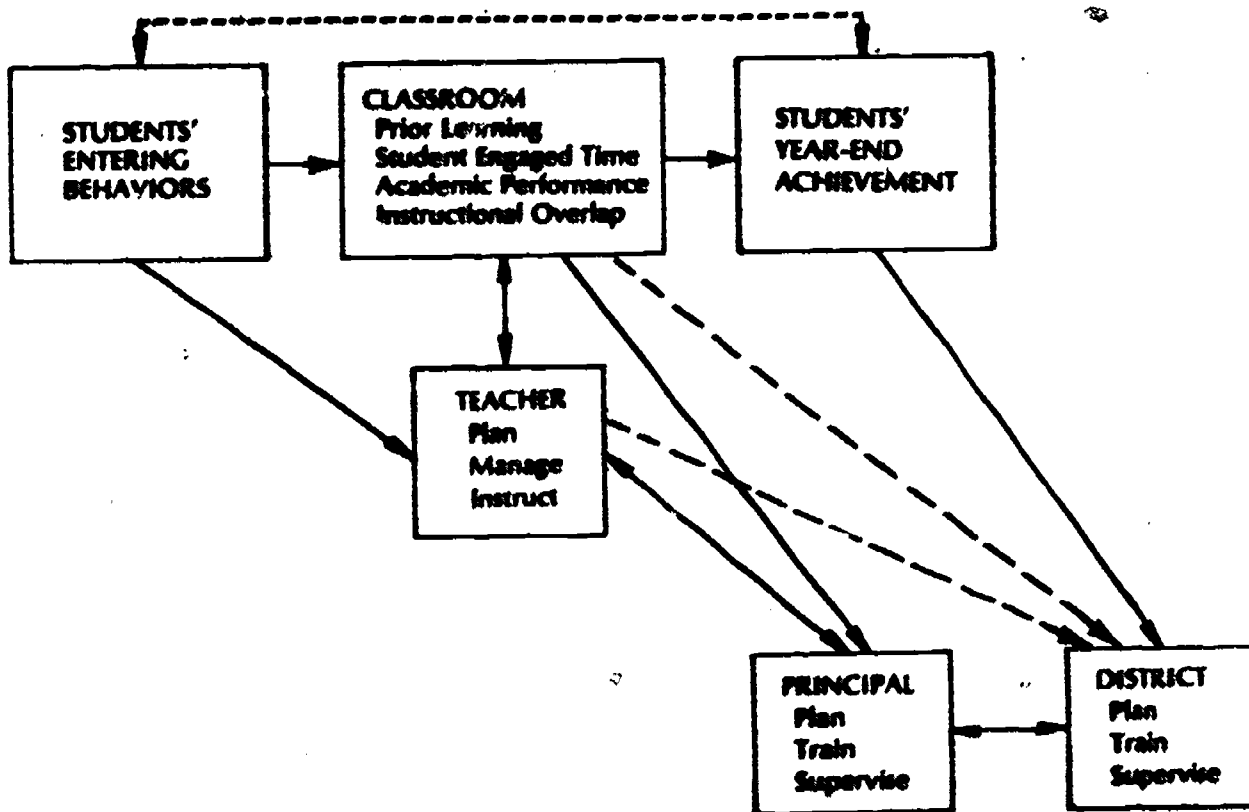 STUDENTS'
ENTERING
BEHAVIORS
CLASSROOM
Prior Learning
Student Engaged Time
Academic Performance
Instructional Overlap
STUDENTS'
YEAR-END
ACHIEVEMENT
TEACHER
Plan
Manage
Instruct
PRINCIPAL
Plan
Train
Supervise
DISTRICT
Plan
Train
Supervise